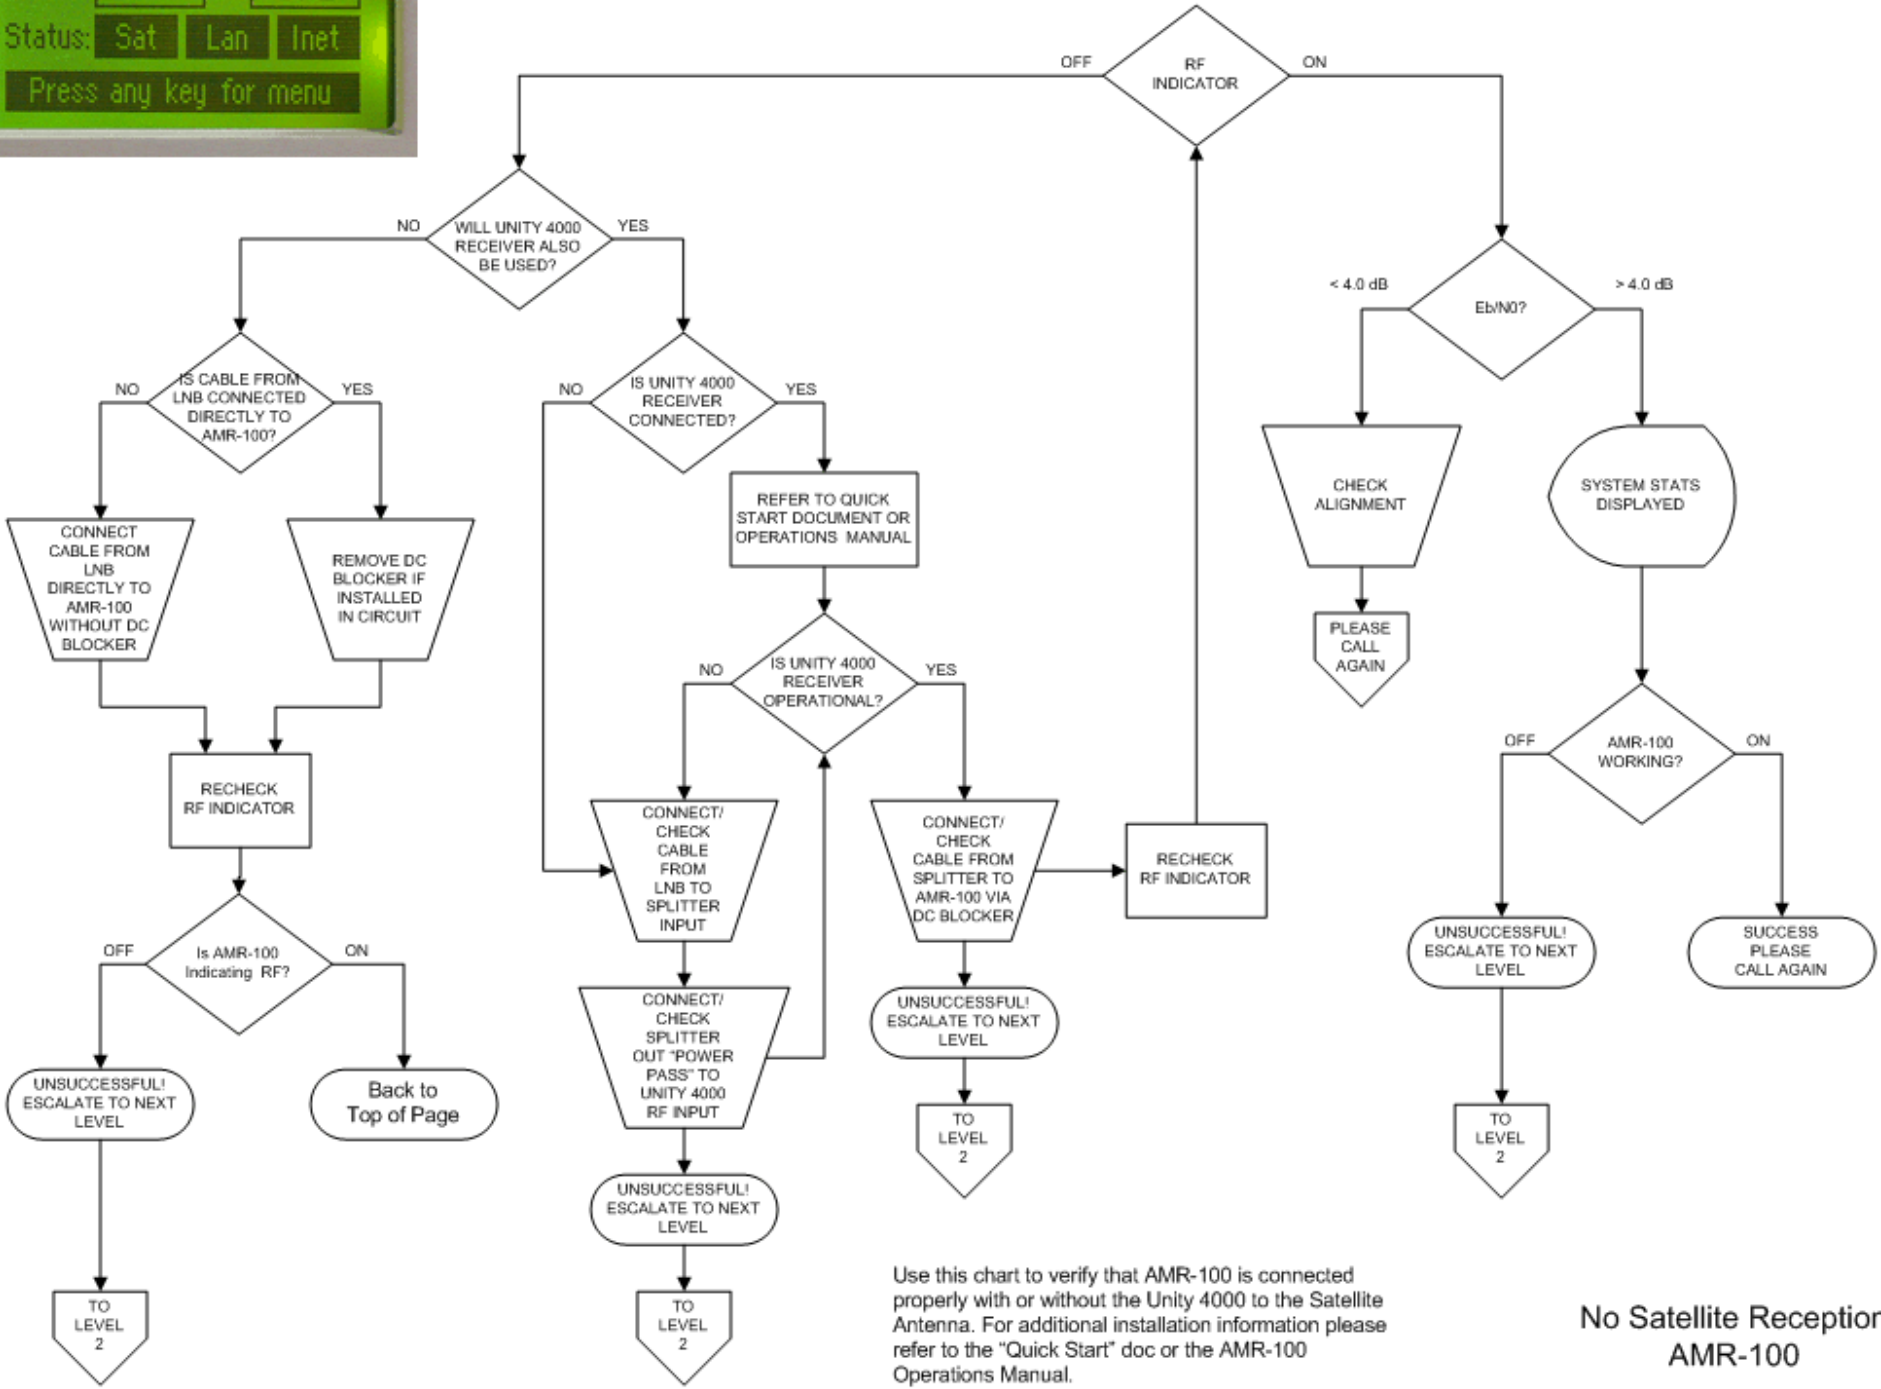 Status: Sat Lan Inet
Press any key for menu
RF
INDICATOR
OFF
ON
WILL UNITY 4000
RECEIVER ALSO
BE USED?
NO
YES
Eb/N0?
< 4.0 dB
> 4.0 dB
IS CABLE FROM
LNB CONNECTED
DIRECTLY TO
AMR-100?
NO
YES
IS UNITY 4000
RECEIVER
CONNECTED?
NO
YES
CHECK
ALIGNMENT
SYSTEM STATS
DISPLAYED
REFER TO QUICK
START DOCUMENT OR
OPERATIONS MANUAL
CONNECT
CABLE FROM
LNB
DIRECTLY TO
AMR-100
WITHOUT DC
BLOCKER
REMOVE DC
BLOCKER IF
INSTALLED
IN CIRCUIT
PLEASE
CALL
AGAIN
IS UNITY 4000
RECEIVER
OPERATIONAL?
NO
YES
AMR-100
WORKING?
OFF
ON
RECHECK
RF INDICATOR
CONNECT/
CHECK
CABLE
FROM
LNB TO
SPLITTER
INPUT
CONNECT/
CHECK
CABLE FROM
SPLITTER TO
AMR-100 VIA
DC BLOCKER
RECHECK
RF INDICATOR
UNSUCCESSFUL!
ESCALATE TO NEXT
LEVEL
SUCCESS
PLEASE
CALL AGAIN
Is AMR-100
Indicating RF?
OFF
ON
CONNECT/
CHECK
SPLITTER
OUT "POWER
PASS" TO
UNITY 4000
RF INPUT
UNSUCCESSFUL!
ESCALATE TO NEXT
LEVEL
UNSUCCESSFUL!
ESCALATE TO NEXT
LEVEL
Back to
Top of Page
TO
LEVEL
2
TO
LEVEL
2
UNSUCCESSFUL!
ESCALATE TO NEXT
LEVEL
TO
LEVEL
2
TO
LEVEL
2
Use this chart to verify that AMR-100 is connected
properly with or without the Unity 4000 to the Satellite
Antenna. For additional installation information please
refer to the "Quick Start" doc or the AMR-100
Operations Manual.
No Satellite Reception
AMR-100